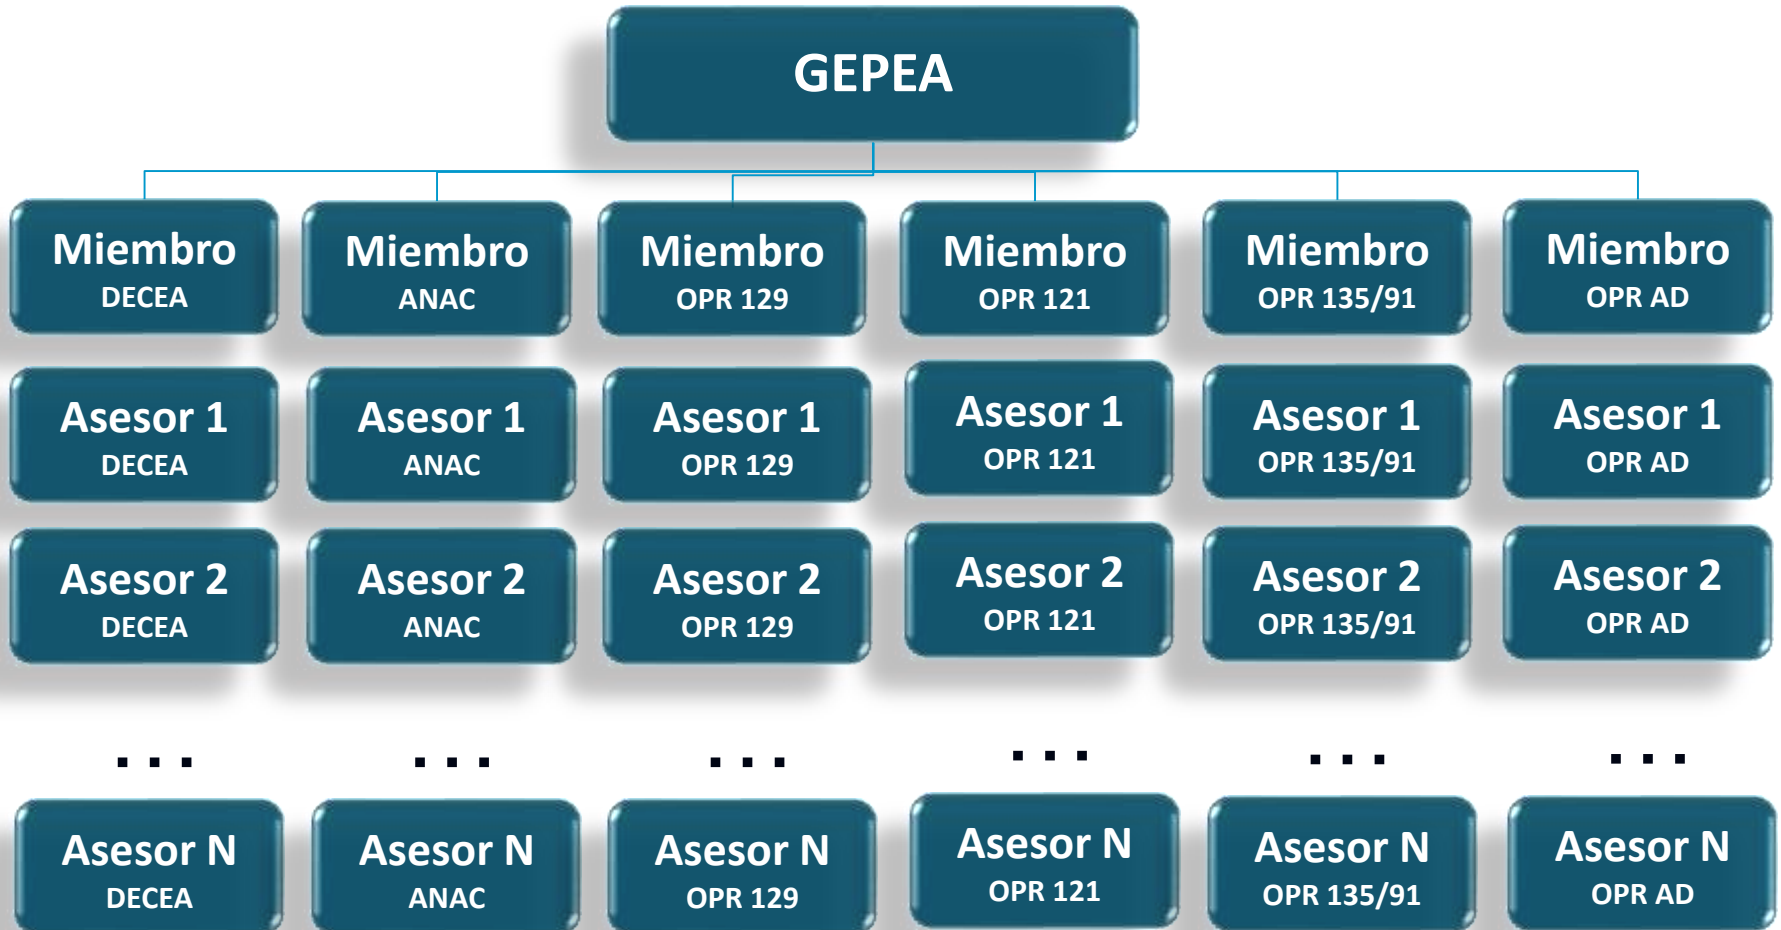 GEPEA
Miembro
DECEA
Miembro
ANAC
Miembro
OPR 129
Miembro
OPR 121
Miembro
OPR 135/91
Miembro
OPR AD
Asesor 1
DECEA
Asesor 1
ANAC
Asesor 1
OPR 129
Asesor 1
OPR 121
Asesor 1
OPR 135/91
Asesor 1
OPR AD
Asesor 2
DECEA
Asesor 2
ANAC
Asesor 2
OPR 129
Asesor 2
OPR 121
Asesor 2
OPR 135/91
Asesor 2
OPR AD
... ... ... ... ... ...
Asesor N
DECEA
Asesor N
ANAC
Asesor N
OPR 129
Asesor N
OPR 121
Asesor N
OPR 135/91
Asesor N
OPR AD